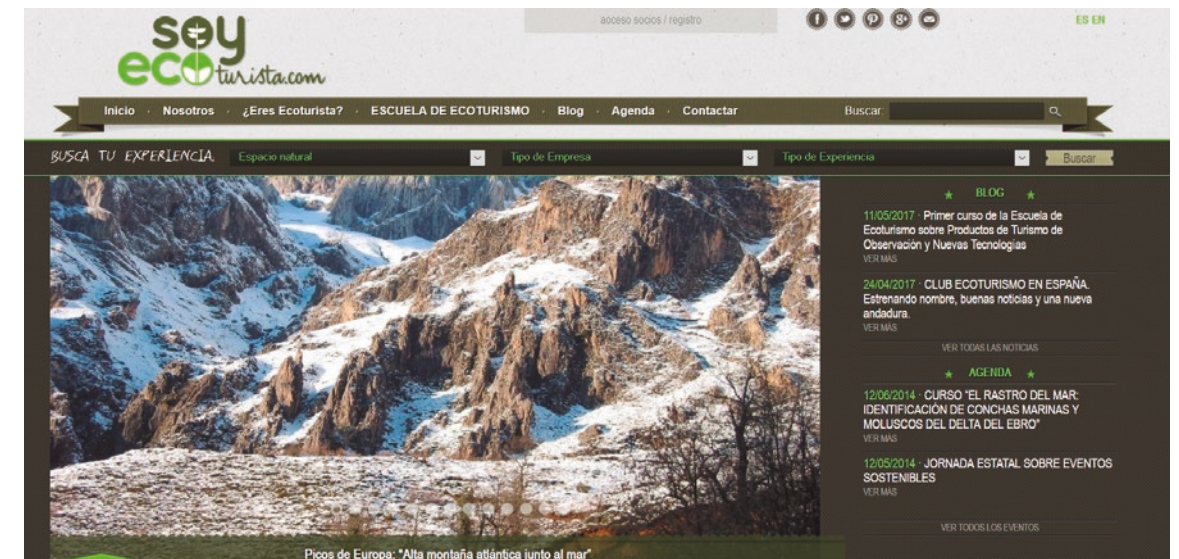 soy
ecoturista.com
acceso socios / registro
ES EN
Inicio · Nosotros · ¿Eres Ecoturista? · ESCUELA DE ECOTURISMO · Blog · Agenda · Contactar
Buscar:
BUSCA TU EXPERIENCIA
Espacio natural
Tipo de Empresa
Tipo de Experiencia
Buscar
BLOG
11/05/2017 · Primer curso de la Escuela de
Ecoturismo sobre Productos de Turismo de
Observación y Nuevas Tecnologias
VER MÁS
24/04/2017 · CLUB ECOTURISMO EN ESPAÑA.
Estrenando nombre, buenas noticias y una nueva
andadura.
VER MÁS
VER TODAS LAS NOTICIAS
AGENDA
12/06/2014 · CURSO "EL RASTRO DEL MAR:
IDENTIFICACIÓN DE CONCHAS MARINAS Y
MOLUSCOS DEL DELTA DEL EBRO"
VER MÁS
12/05/2014 · JORNADA ESTATAL SOBRE EVENTOS
SOSTENIBLES
VER MÁS
VER TODOS LOS EVENTOS
Picos de Europa: "Alta montaña atlántica junto al mar"